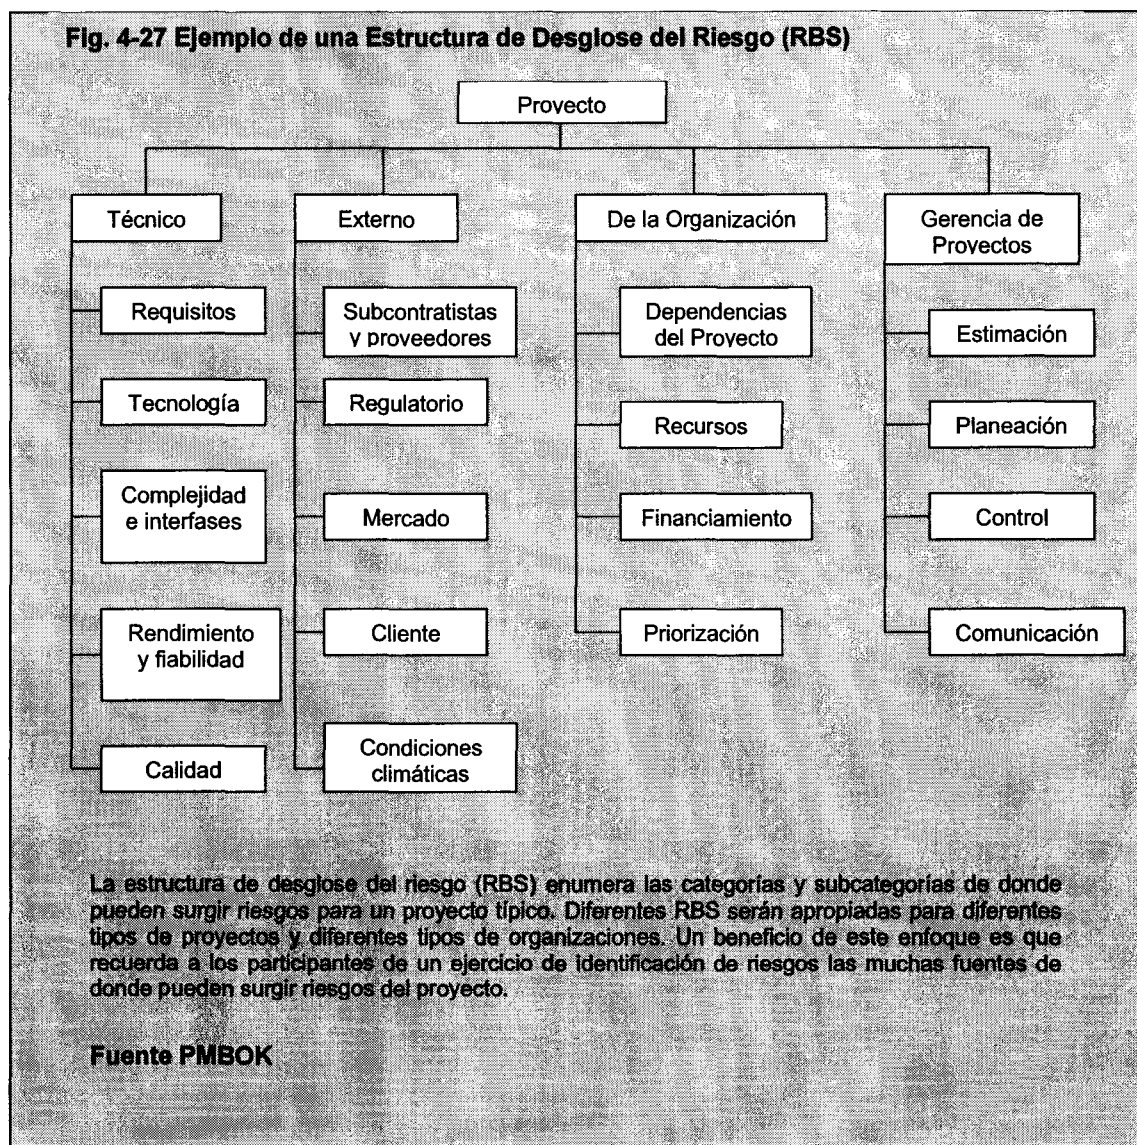 Fig. 4-27 Ejemplo de una Estructura de Desglose del Riesgo (RBS)
Proyecto
Técnico
Requisitos
Tecnología
Complejidad
e interfases
Rendimiento
y fiabilidad
Calidad
Externo
Subcontratistas
y proveedores
Regulatorio
Mercado
Cliente
Condiciones
climáticas
De la Organización
Dependencias
del Proyecto
Recursos
Financiamiento
Priorización
Gerencia de
Proyectos
Estimación
Planeación
Control
Comunicación
La estructura de desglose del riesgo (RBS) enumera las categorías y subcategorías de donde
pueden surgir riesgos para un proyecto típico. Diferentes RBS serán apropiadas para diferentes
tipos de proyectos y diferentes tipos de organizaciones. Un beneficio de este enfoque es que
recuerda a los participantes de un ejercicio de identificación de riesgos las muchas fuentes de
donde pueden surgir riesgos del proyecto.
Fuente PMBOK